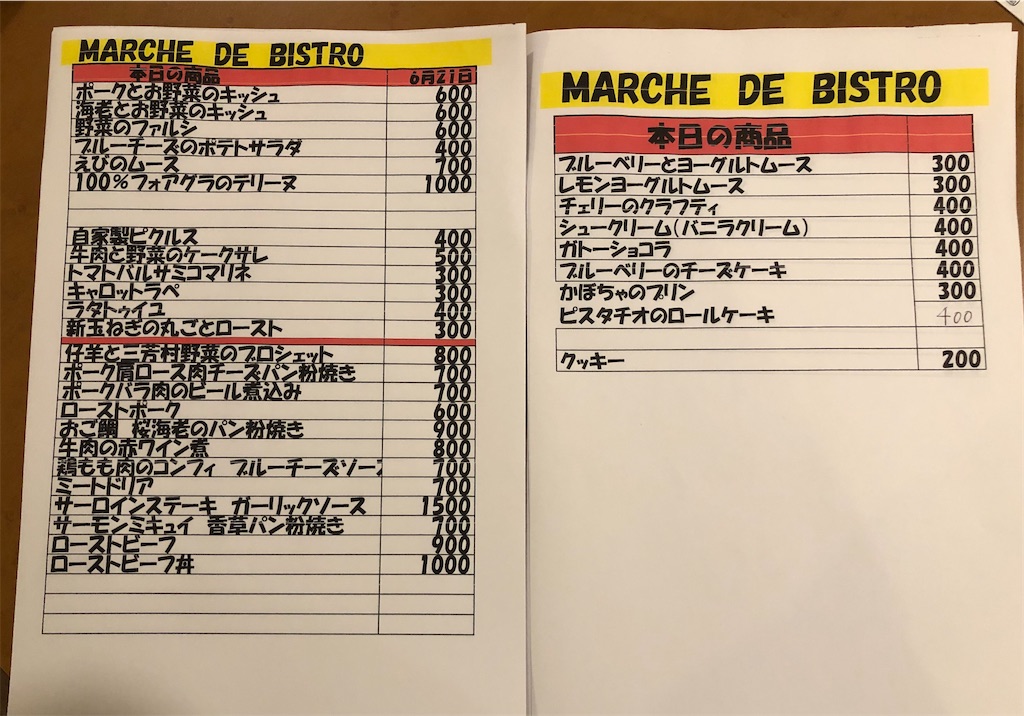 MARCHE DE BISTRO
本日の商品 6月21日
ポークとお野菜のキッシュ 600
海老とお野菜のキッシュ 600
野菜のファルシ 600
ブルーチーズのポテトサラダ 400
えびのムース 700
100%フォアグラのテリーヌ 1000
自家製ピクルス 400
牛肉と野菜のケークサレ 500
トマトバルサミコマリネ 300
キャロットラペ 300
ラタトゥイユ 400
新玉ねぎの丸ごとロースト 300
仔羊と三芳村野菜のブロシェット 800
ポーク肩ロース肉チーズパン粉焼き 700
ポークバラ肉のビール煮込み 700
ローストポーク 600
おご鯛 桜海老のパン粉焼き 900
牛肉の赤ワイン煮 800
鶏もも肉のコンフィ ブルーチーズソース 700
ミートドリア 700
サーロインステーキ ガーリックソース 1500
サーモンミキュイ 香草パン粉焼き 700
ローストビーフ 900
ローストビーフ丼 1000
MARCHE DE BISTRO
本日の商品
ブルーベリーとヨーグルトムース 300
レモンヨーグルトムース 300
チェリーのクラフティ 400
シュークリーム(バニラクリーム) 400
ガトーショコラ 400
ブルーベリーのチーズケーキ 400
かぼちゃのプリン 300
ピスタチオのロールケーキ 400
クッキー 200